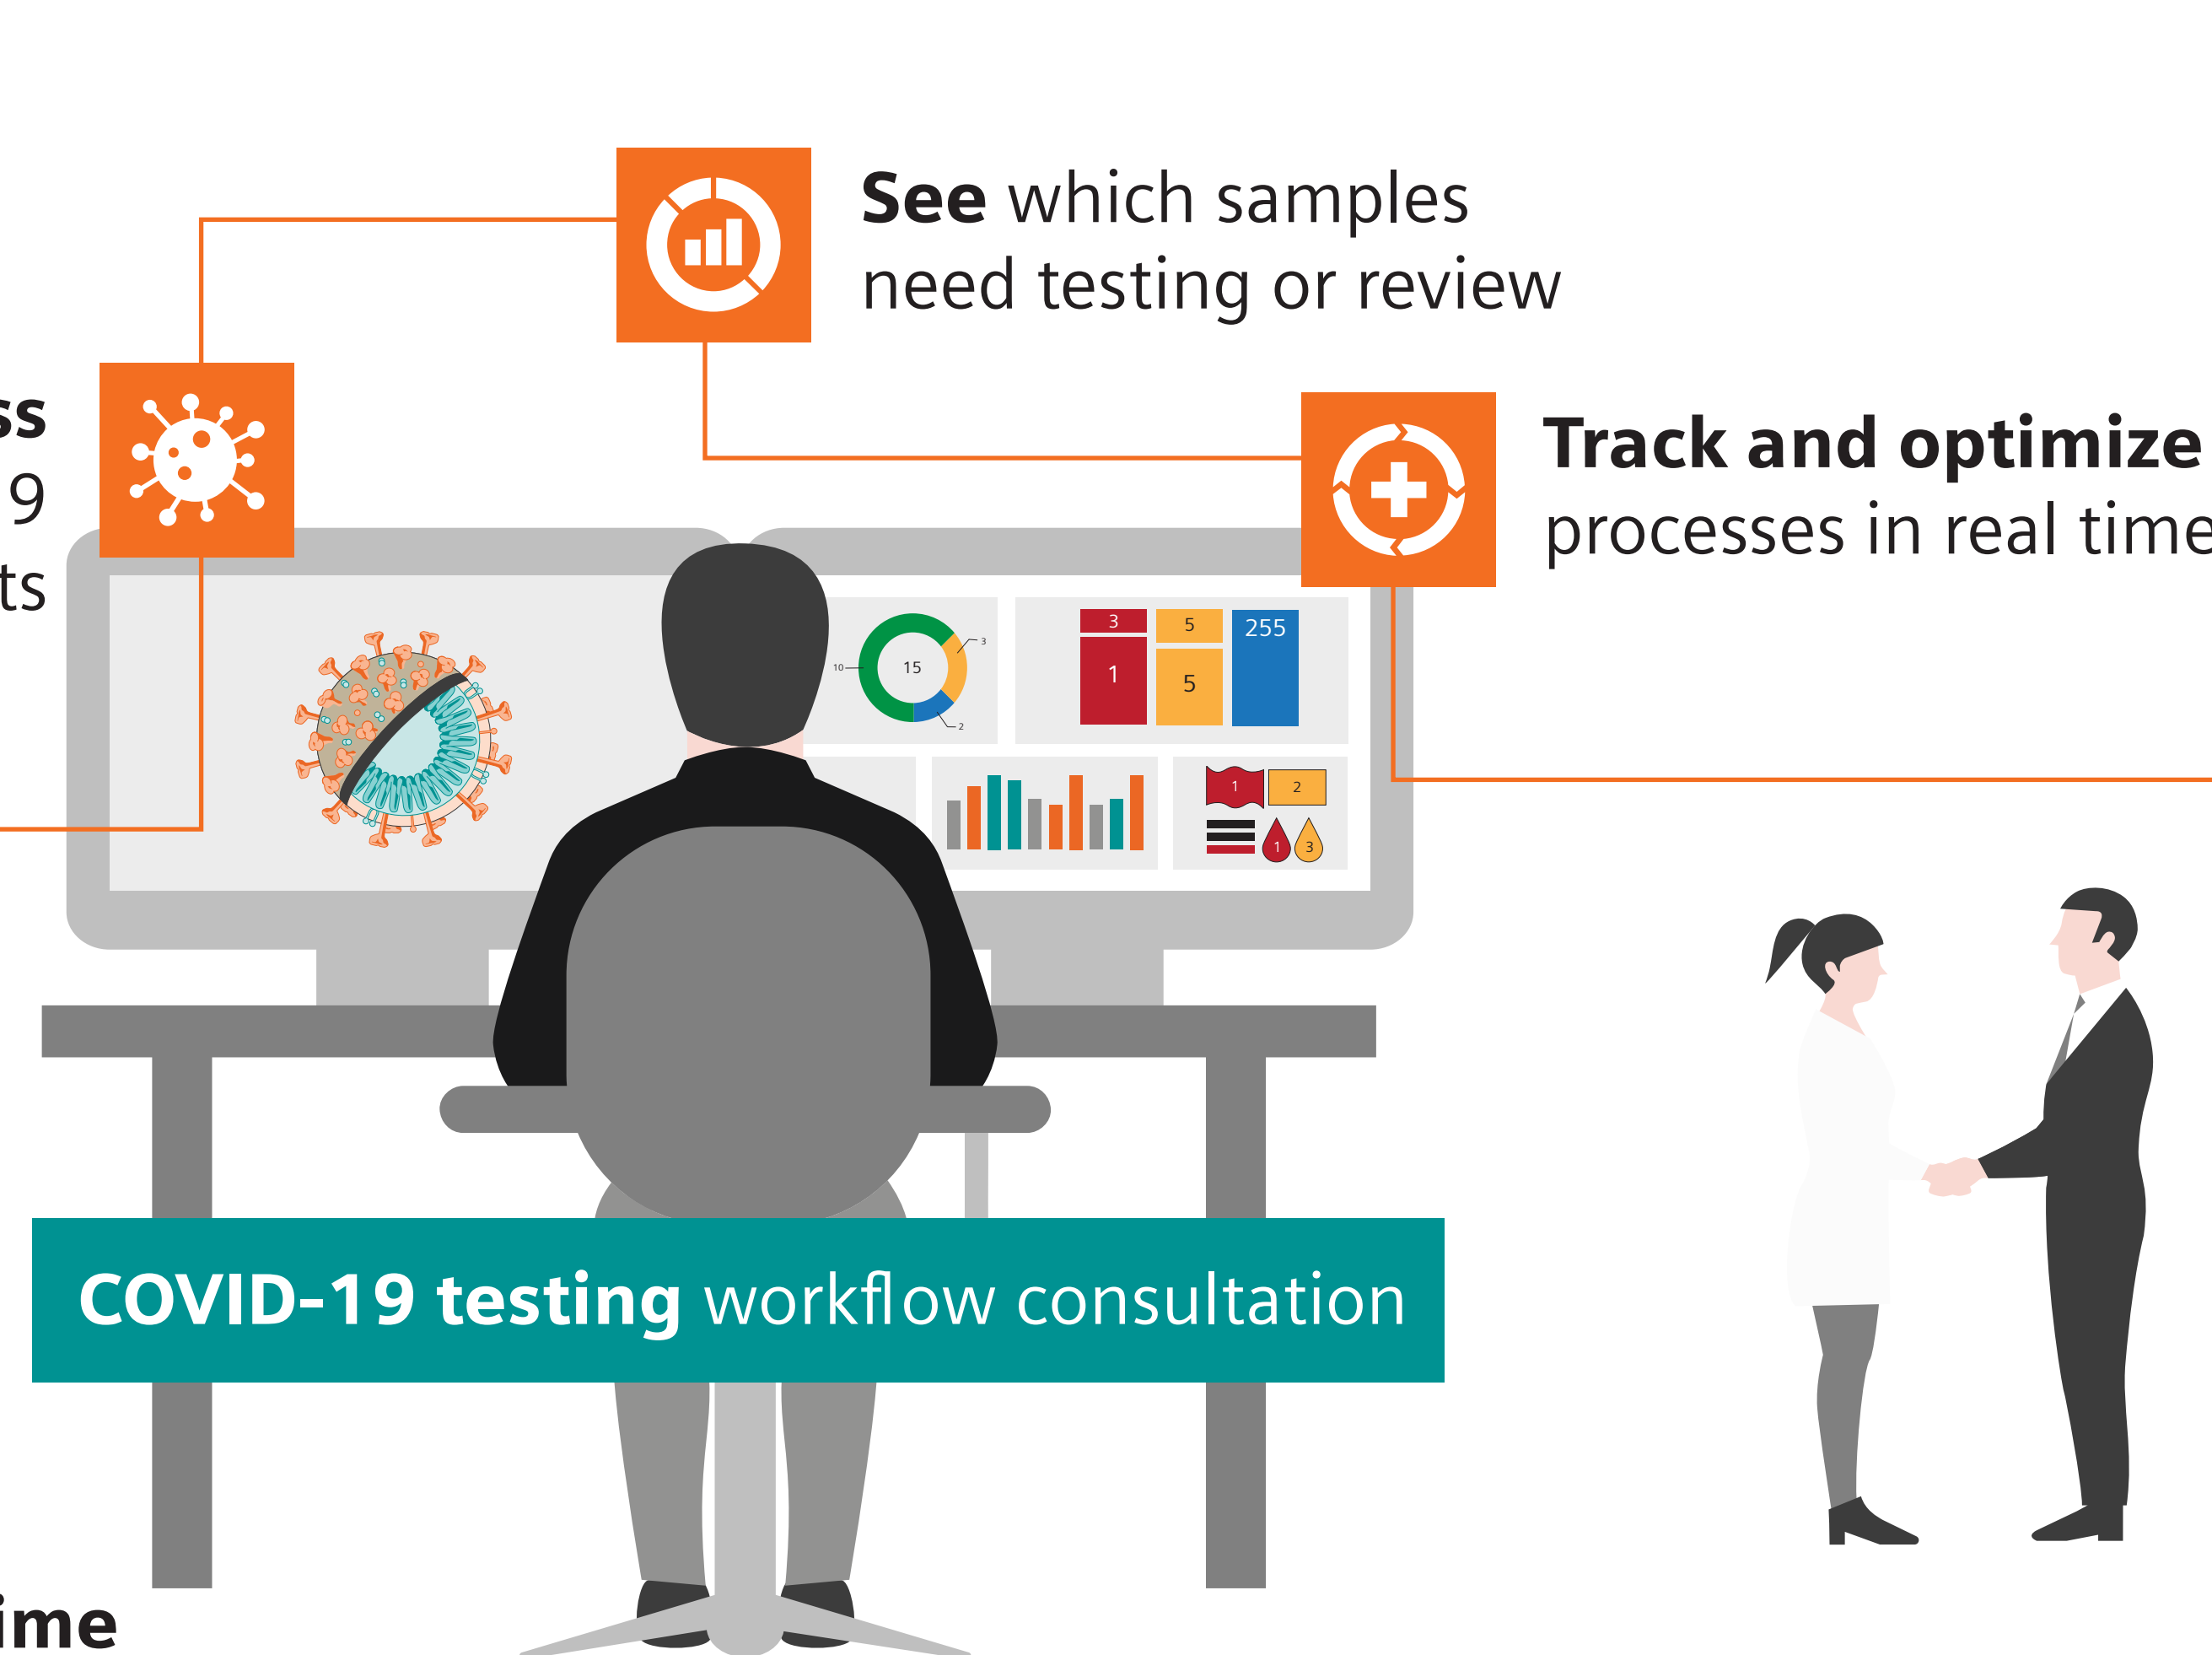 See which samples
need testing or review
ss
9
ts
Track and optimize
processes in real time
10
15
3
2
3
1
5
5
255
1
2
1
3
COVID-19 testing workflow consultation
ime